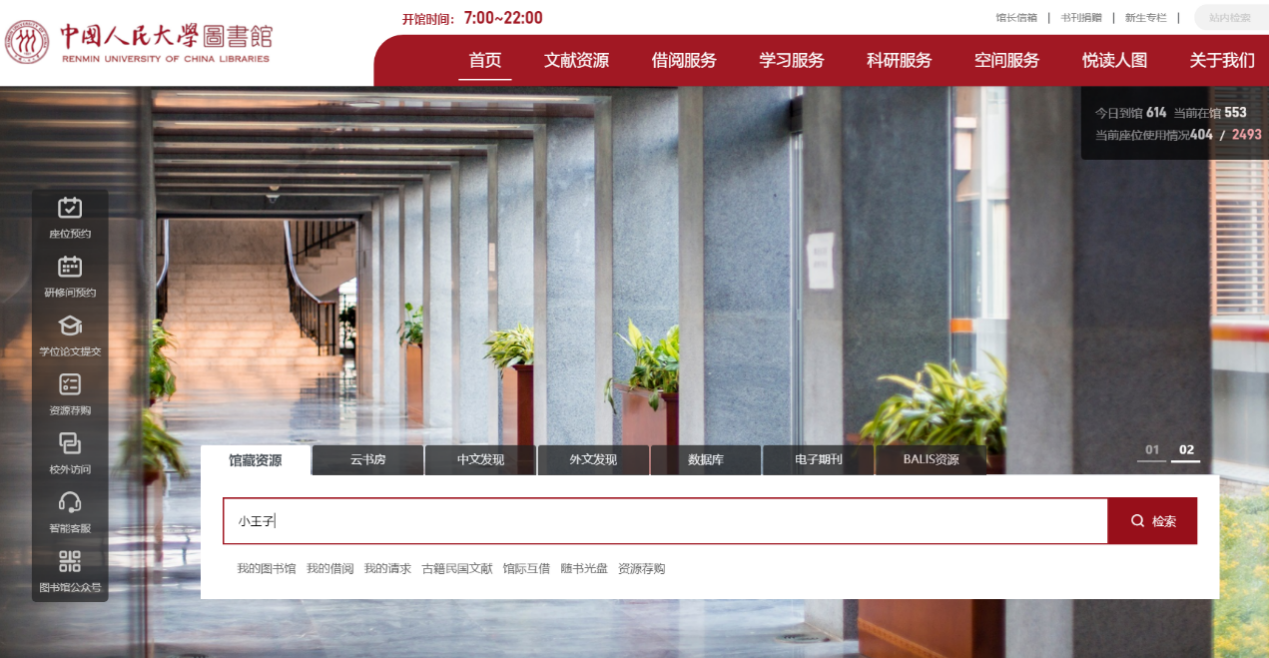 中国人民大学圖書館
RENMIN UNIVERSITY OF CHINA LIBRARIES
开馆时间：7:00~22:00
馆长信箱 | 书刊捐赠 | 新生专栏 | 站内检索
首页 文献资源 借阅服务 学习服务 科研服务 空间服务 悦读人图 关于我们
今日到馆 614 当前在馆 553
当前座位使用情况404 / 2493
座位预约
研修间预约
学位论文提交
资源荐购
校外访问
智能客服
图书馆公众号
01 02
馆藏资源 云书房 中文发现 外文发现 数据库 电子期刊 BALIS资源
小王子 检索
我的图书馆 我的借阅 我的请求 古籍民国文献 馆际互借 随书光盘 资源荐购